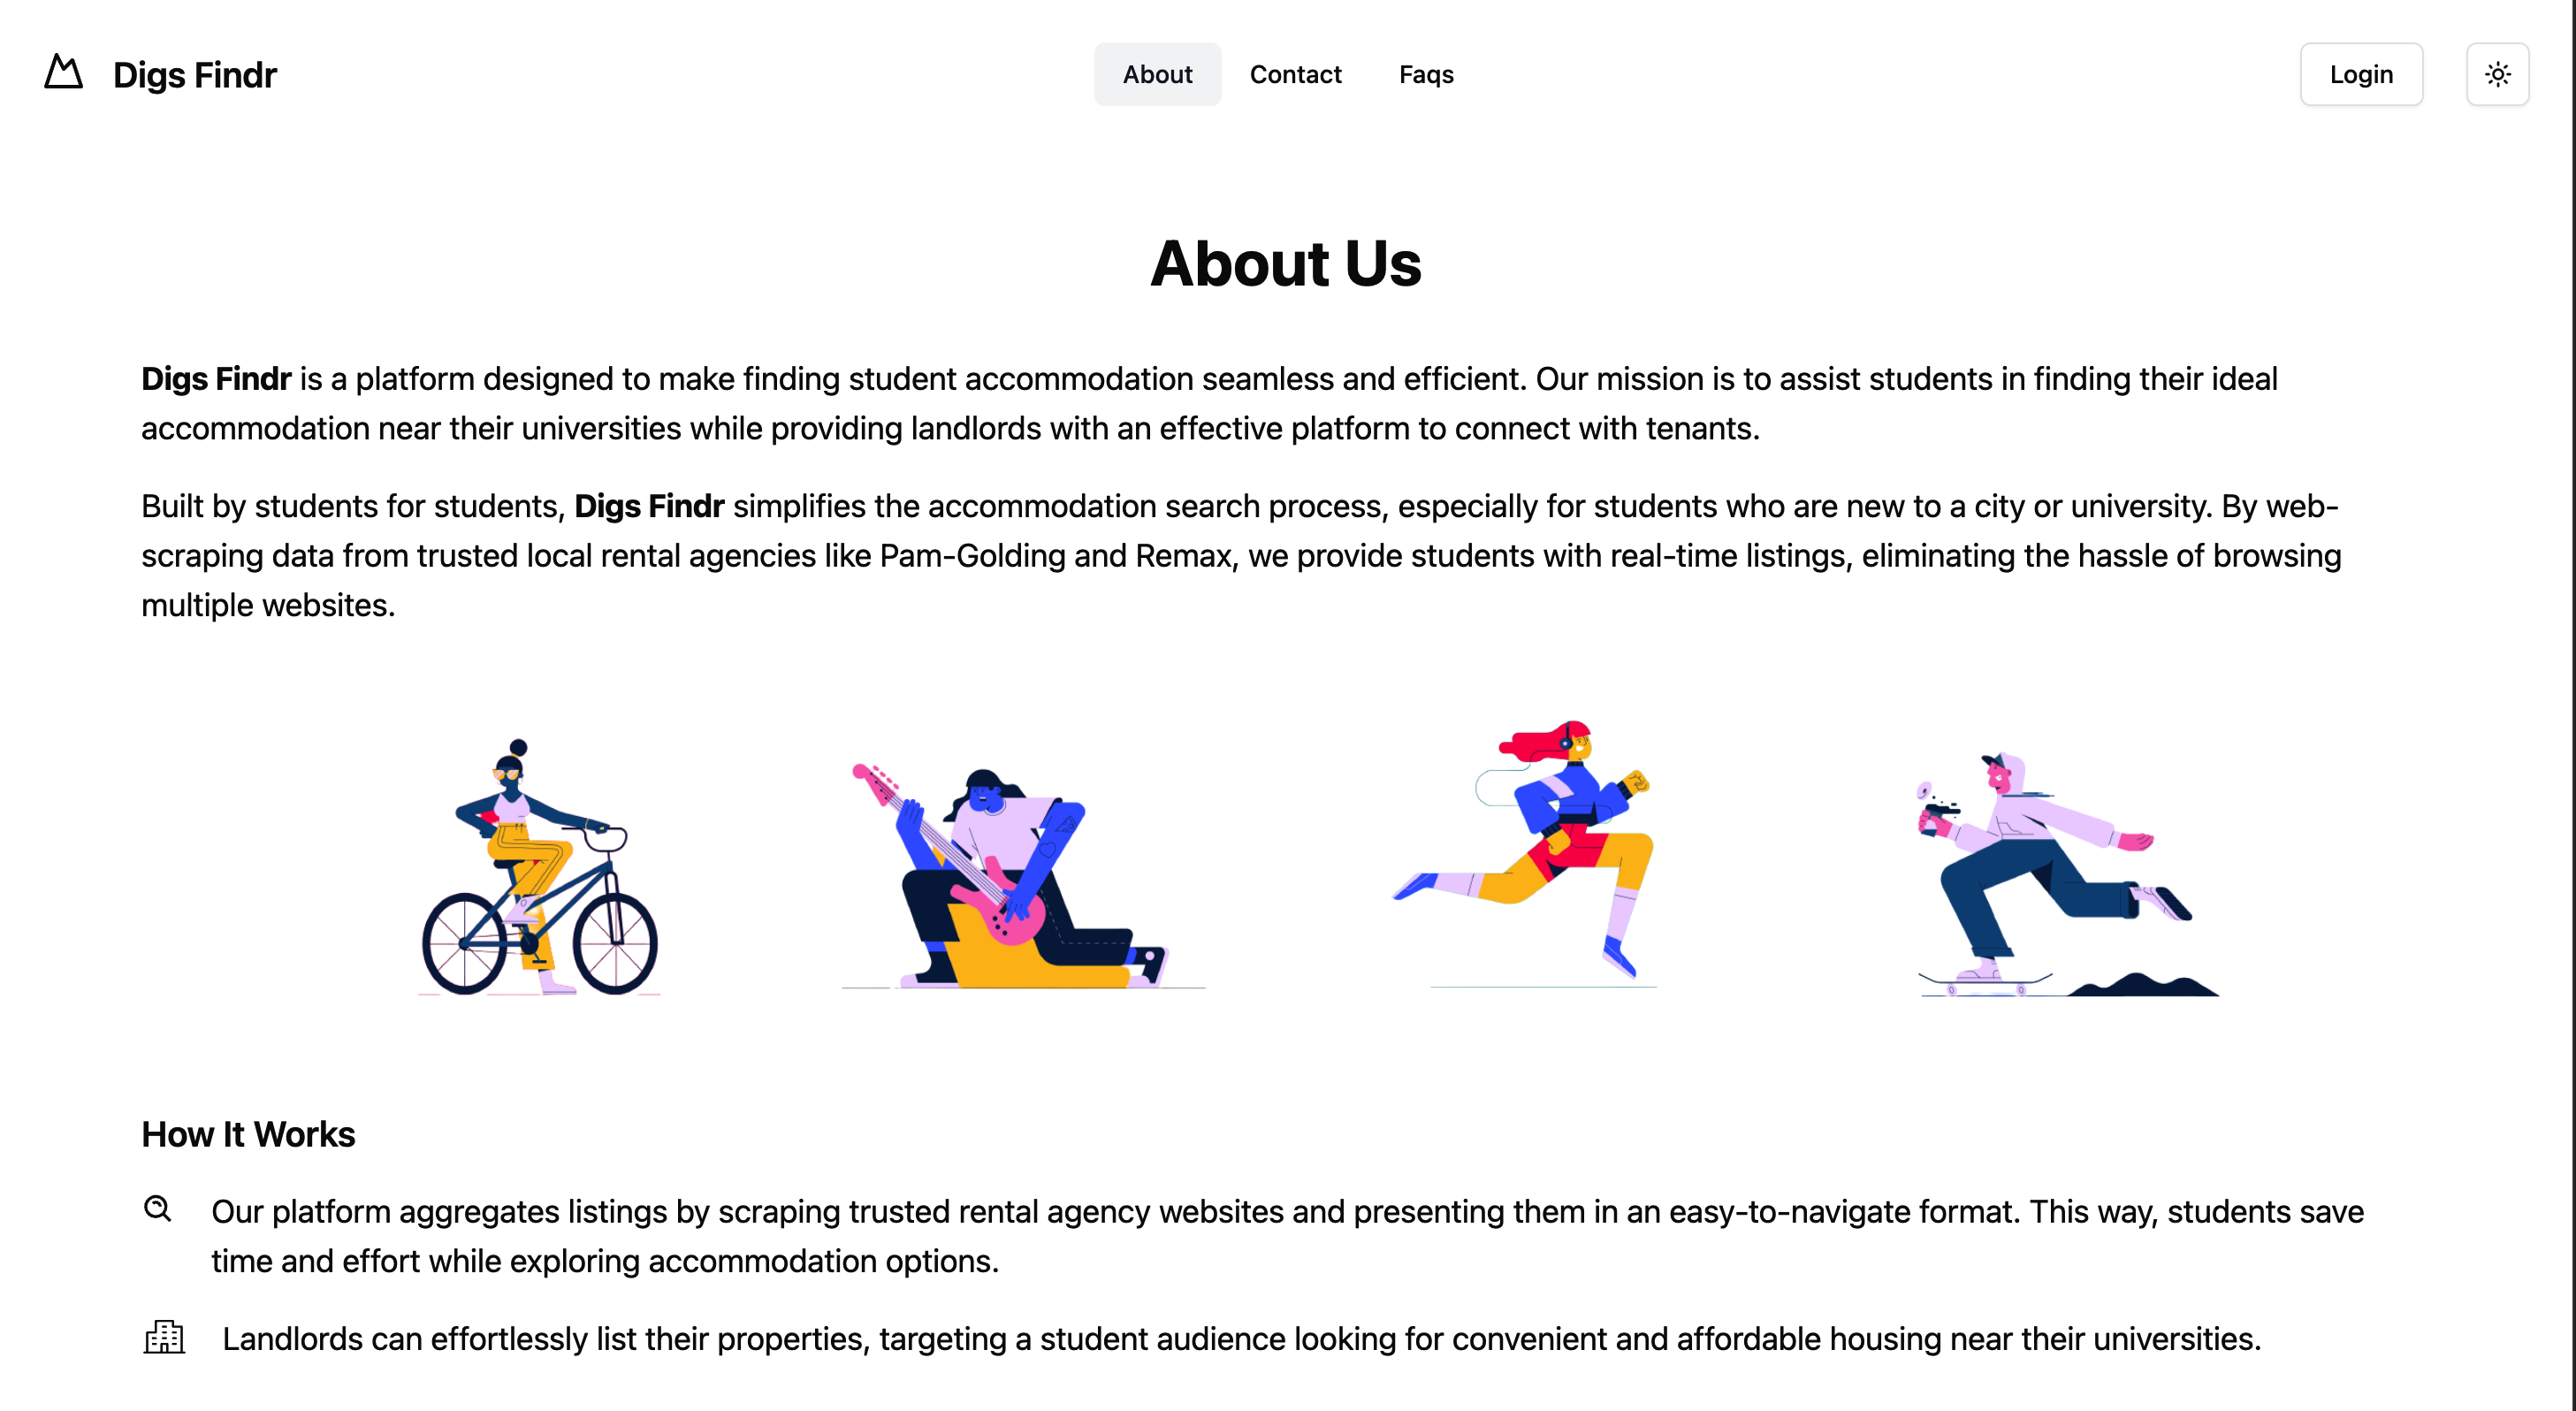 Digs Findr
About
Contact
Faqs
Login
About Us
Digs Findr is a platform designed to make finding student accommodation seamless and efficient. Our mission is to assist students in finding their ideal
accommodation near their universities while providing landlords with an effective platform to connect with tenants.
Built by students for students, Digs Findr simplifies the accommodation search process, especially for students who are new to a city or university. By web-
scraping data from trusted local rental agencies like Pam-Golding and Remax, we provide students with real-time listings, eliminating the hassle of browsing
multiple websites.
How It Works
Our platform aggregates listings by scraping trusted rental agency websites and presenting them in an easy-to-navigate format. This way, students save
time and effort while exploring accommodation options.
Landlords can effortlessly list their properties, targeting a student audience looking for convenient and affordable housing near their universities.